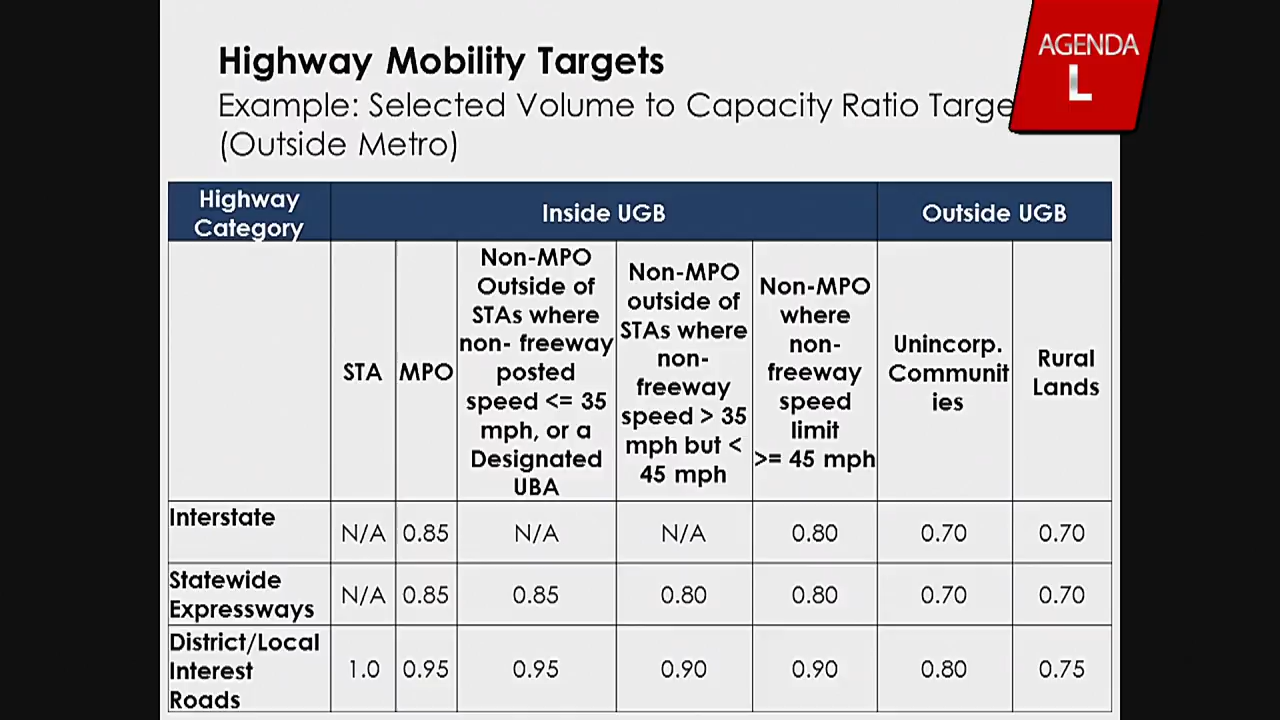 Highway Mobility Targets
AGENDA
L
Example: Selected Volume to Capacity Ratio
(Outside Metro)
Highway
Category
Inside UGB
Outside UGB
STA
MPO
Non-MPO
Outside of
STAs where
non- freeway
posted
speed <= 35
mph, or a
Designated
UBA
Non-MPO
outside of
STAs where
non-
freeway
speed > 35
mph but <
45 mph
Non-MPO
where
non-
freeway
speed
limit
>= 45 mph
Unincorp.
Communit
ies
Rural
Lands
Interstate
N/A 0.85 N/A N/A 0.80 0.70 0.70
Statewide
Expressways
N/A 0.85 0.85 0.80 0.80 0.70 0.70
District/Local
Interest
Roads
1.0 0.95 0.95 0.90 0.90 0.80 0.75